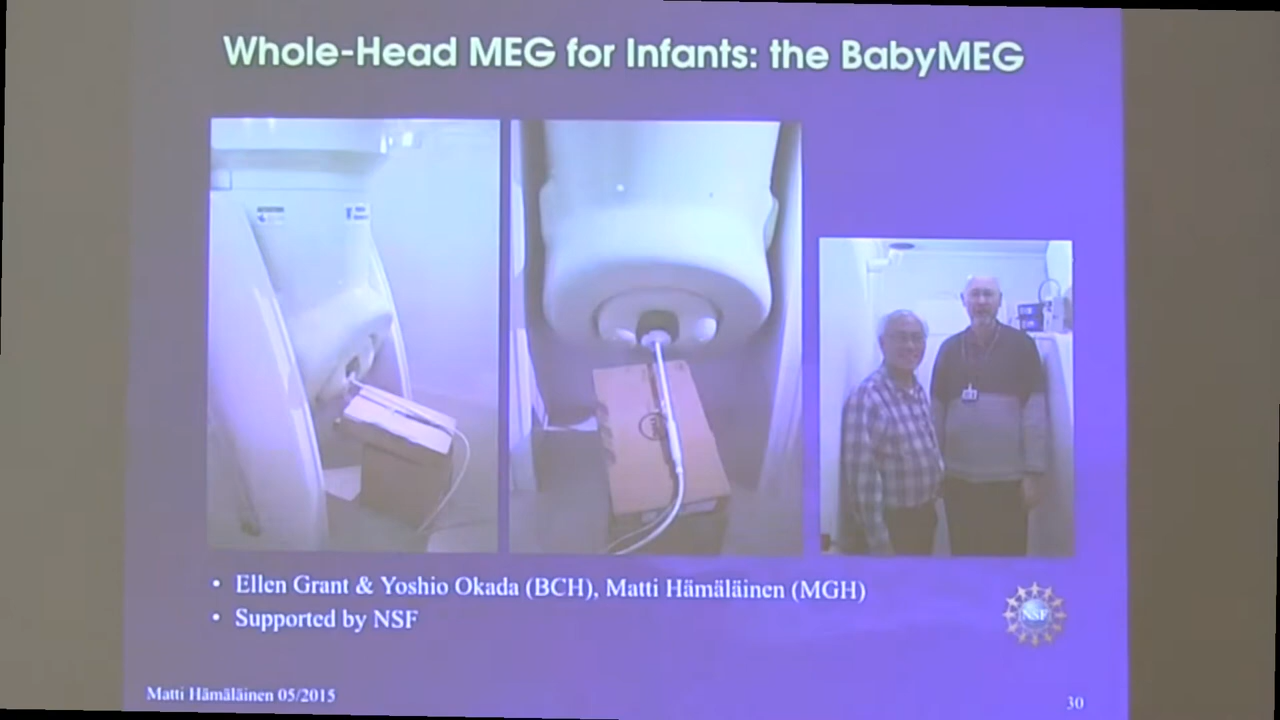 Whole-Head MEG for Infants: the BabyMEG
• Ellen Grant & Yoshio Okada (BCH), Matti Hämäläinen (MGH)
• Supported by NSF
NSF
Matti Hämäläinen 05/2015
30